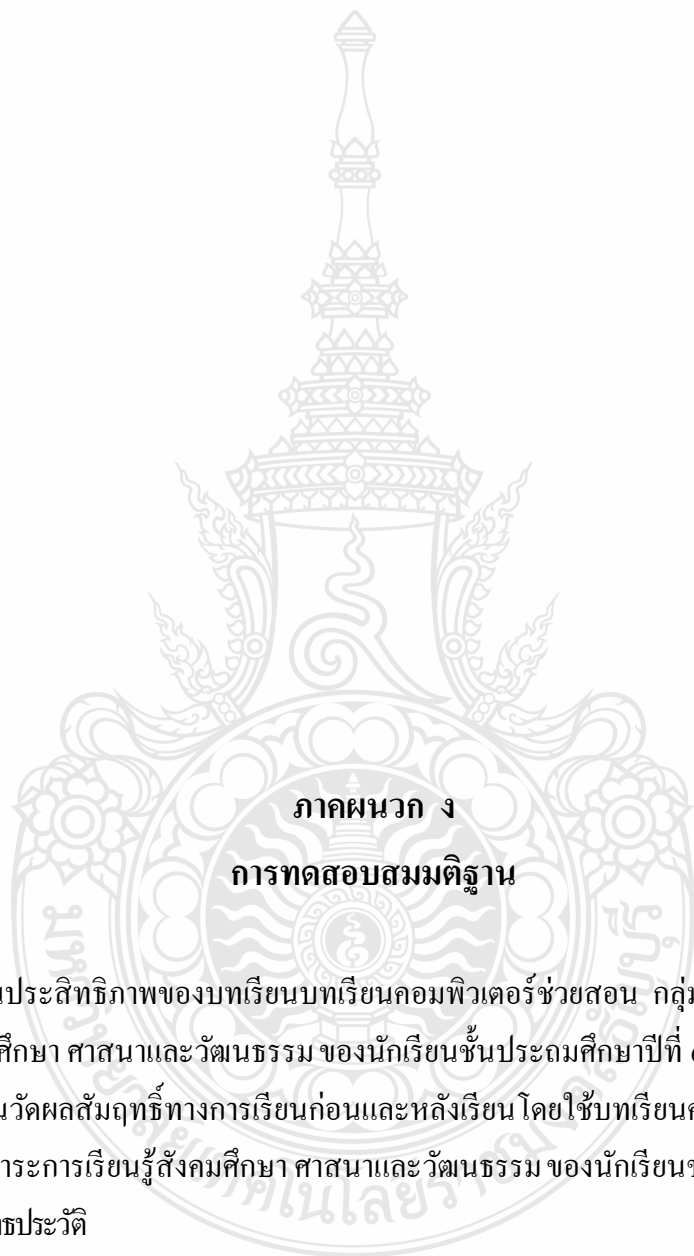 ภาคผนวก ง
การทดสอบสมมติฐาน
ประสิทธิภาพของบทเรียนบทเรียนคอมพิวเตอร์ช่วยสอน
ศึกษา ศาสนาและวัฒนธรรม ของนักเรียนชั้นประถมศึกษาปีที่
วัดผลสัมฤทธิ์ทางการเรียนก่อนและหลังเรียน โดยใช้บทเรียน
สาระการเรียนรู้สังคมศึกษา ศาสนาและวัฒนธรรม ของนักเรียน
ประวัติ